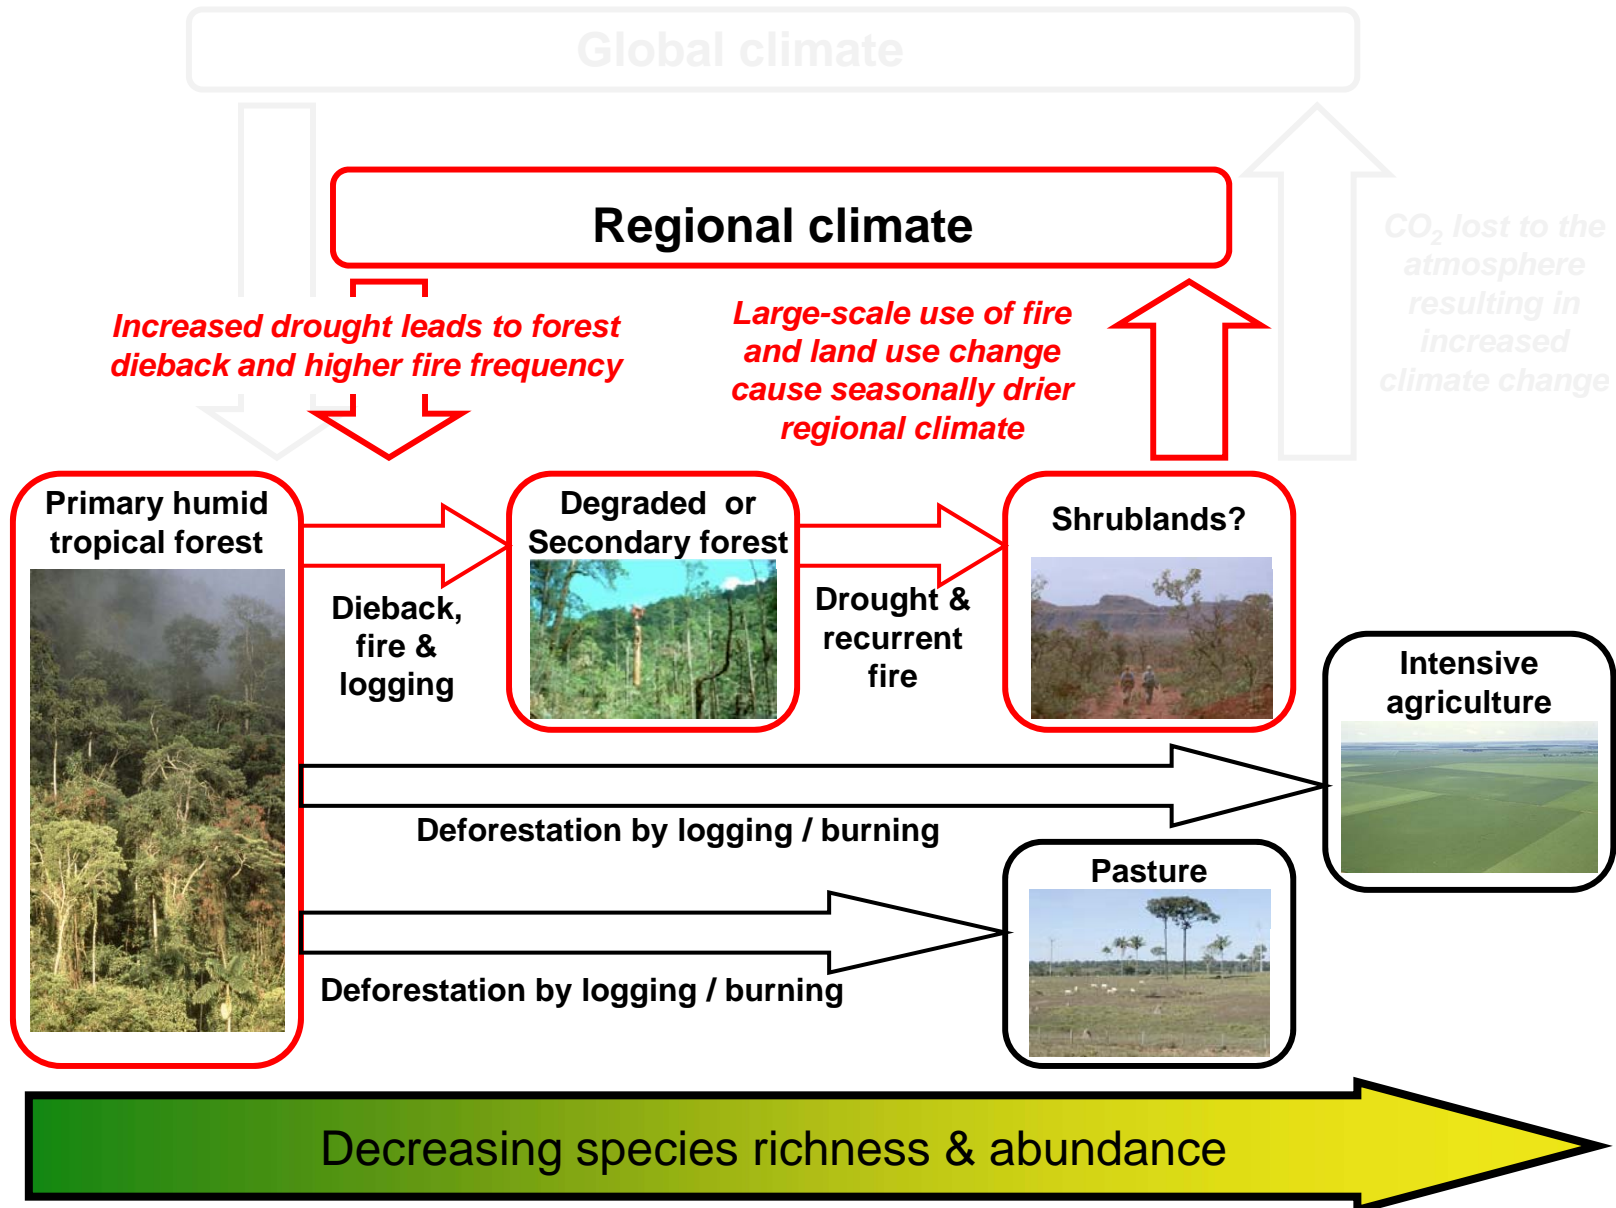 Global climate
Regional climate
CO₂ lost to the
atmosphere
resulting in
increased
climate change
Increased drought leads to forest
dieback and higher fire frequency
Large-scale use of fire
and land use change
cause seasonally drier
regional climate
Primary humid
tropical forest
Dieback,
fire &
logging
Degraded or
Secondary forest
Drought &
recurrent
fire
Shrublands?
Intensive
agriculture
Deforestation by logging / burning
Pasture
Deforestation by logging / burning
Decreasing species richness & abundance